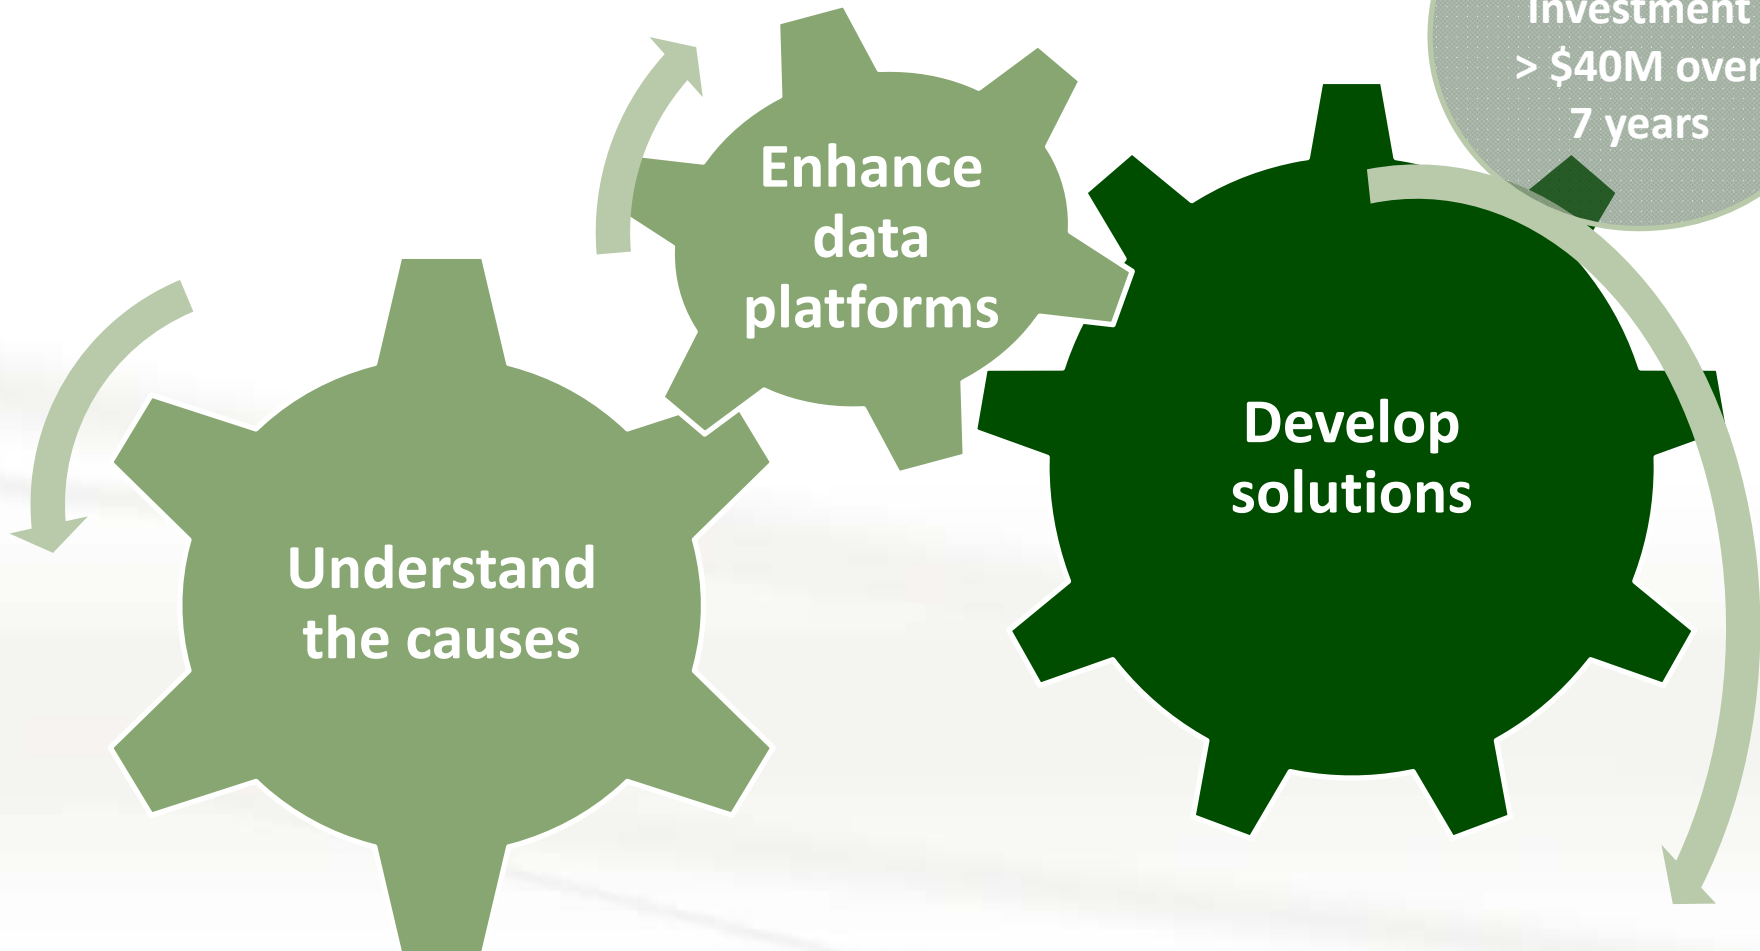 Investment
> $40M over
7 years
Enhance
data
platforms
Develop
solutions
Understand
the causes